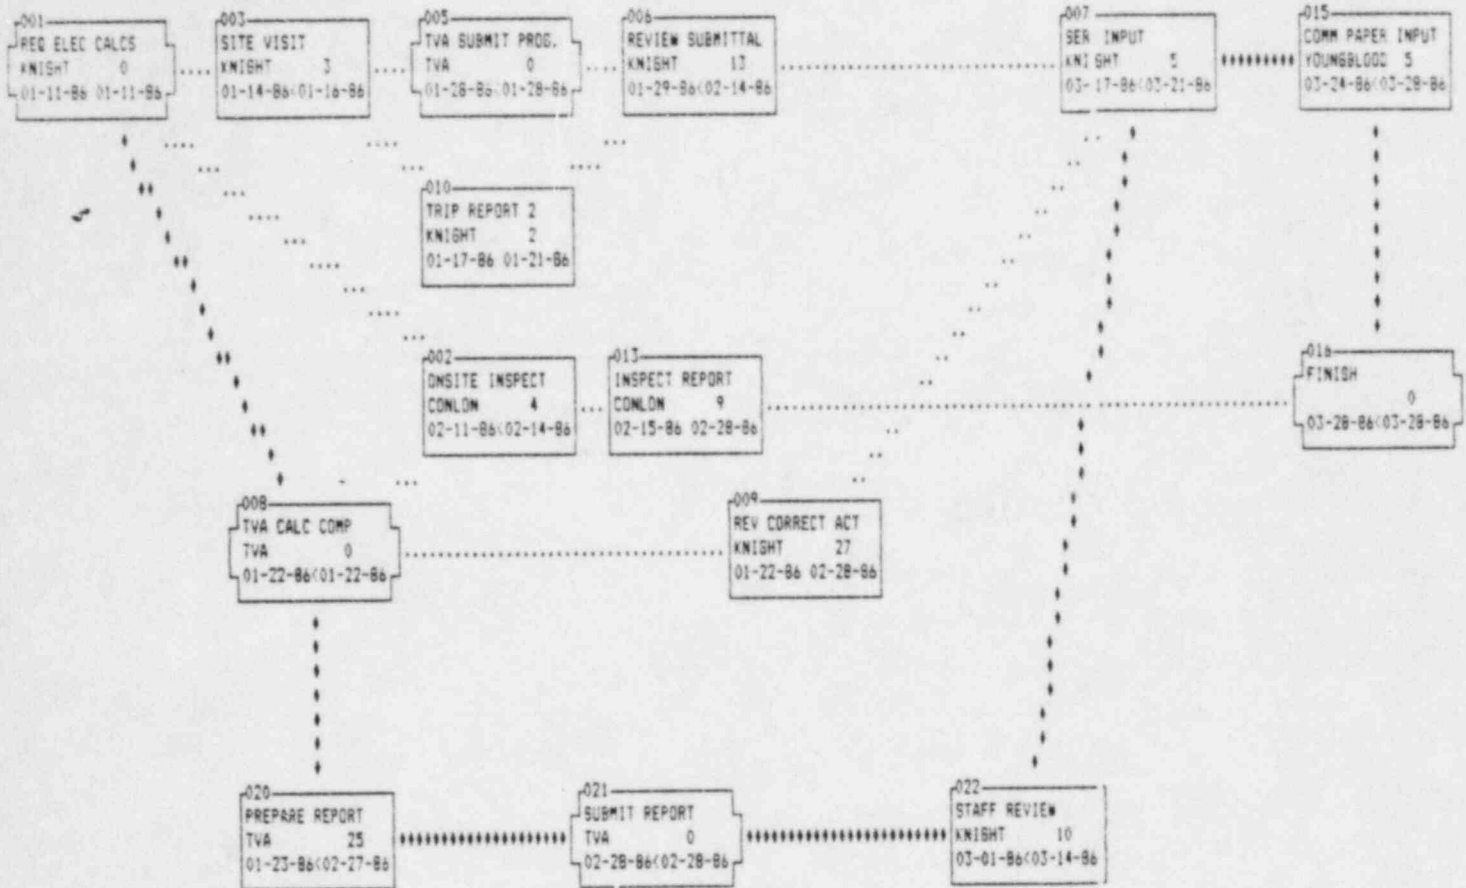 001
REQ ELEC CALCS
KNIGHT 0
01-11-86 01-11-86
003
SITE VISIT
KNIGHT 3
01-14-86<01-16-86
005
TVA SUBMIT PROG.
TVA 0
01-28-86<01-28-86
006
REVIEW SUBMITTAL
KNIGHT 13
01-29-86<02-14-86
007
SER INPUT
KNIGHT 5
03-17-86<03-21-86
015
COMM PAPER INPUT
YOUNGBLOOD 5
03-24-86<03-28-86
010
TRIP REPORT 2
KNIGHT 2
01-17-86 01-21-86
002
ONSITE INSPECT
CONLON 4
02-11-86<02-14-86
013
INSPECT REPORT
CONLON 9
02-15-86 02-28-86
016
FINISH
0
03-28-86<03-28-86
008
TVA CALC COMP
TVA 0
01-22-86<01-22-86
009
REV CORRECT ACT
KNIGHT 27
01-22-86 02-28-86
020
PREPARE REPORT
TVA 25
01-23-86<02-27-86
021
SUBMIT REPORT
TVA 0
02-28-86<02-28-86
022
STAFF REVIEW
KNIGHT 10
03-01-86<03-14-86